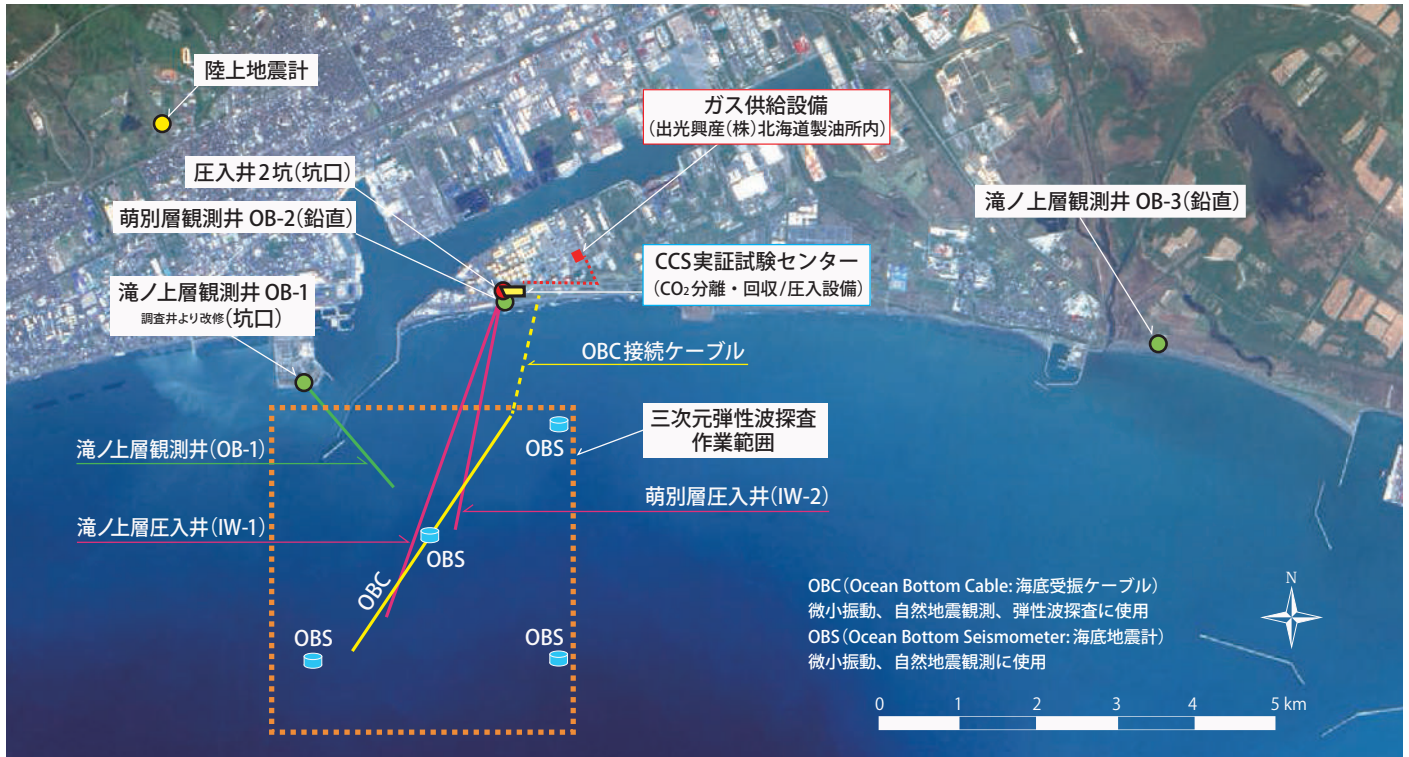 陸上地震計
ガス供給設備
(出光興産(株)北海道製油所内)
圧入井2坑(坑口)
萌別層観測井 OB-2(鉛直)
滝ノ上層観測井 OB-3(鉛直)
CCS実証試験センター
(CO₂分離・回収/圧入設備)
滝ノ上層観測井 OB-1
調査井より改修(坑口)
OBC接続ケーブル
三次元弾性波探査
作業範囲
OBS
滝ノ上層観測井(OB-1)
萌別層圧入井(IW-2)
滝ノ上層圧入井(IW-1)
OBS
OBC
OBS
OBS
OBC(Ocean Bottom Cable: 海底受振ケーブル)
微小振動、自然地震観測、弾性波探査に使用
OBS(Ocean Bottom Seismometer: 海底地震計)
微小振動、自然地震観測に使用
N
0 1 2 3 4 5 km